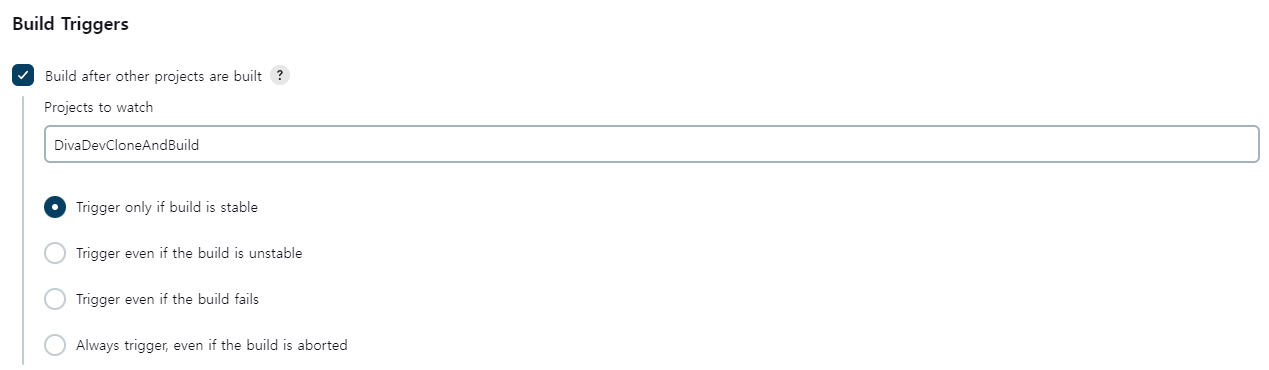 Build Triggers
Build after other projects are built ?
Projects to watch
DivaDevCloneAndBuild
Trigger only if build is stable
Trigger even if the build is unstable
Trigger even if the build fails
Always trigger, even if the build is aborted